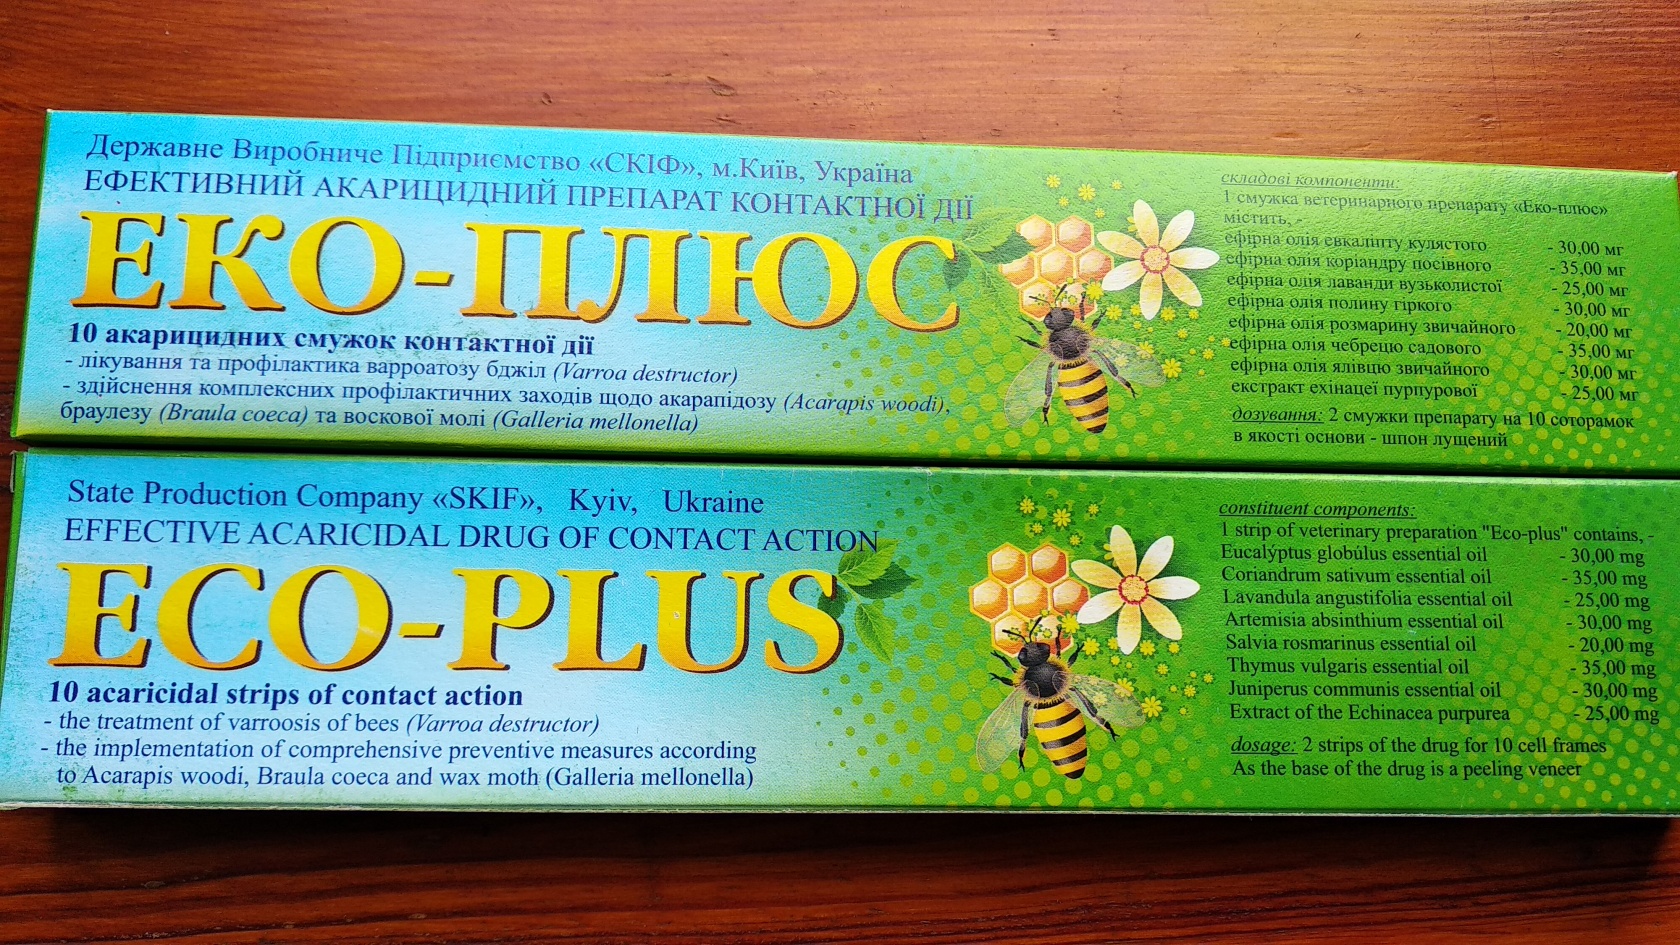 Державне Виробниче Підприємство «СКІФ», м.Київ, Україна
ЕФЕКТИВНИЙ АКАРИЦИДНИЙ ПРЕПАРАТ КОНТАКТНОЇ ДІЇ
ЕКО-ПЛЮС
10 акарицидних смужок контактної дії
- лікування та профілактика варроатозу бджіл (Varroa destructor)
- здійснення комплексних профілактичних заходів щодо акарапідозу (Acarapis woodi),
браулезу (Braula coeca) та воскової молі (Galleria mellonella)
складові компоненти:
1 смужка ветеринарного препарату «Еко-плюс»
містить, -
ефірна олія евкаліпту кулястого - 30,00 мг
ефірна олія коріандру посівного - 35,00 мг
ефірна олія лаванди вузьколистої - 25,00 мг
ефірна олія полину гіркого - 30,00 мг
ефірна олія розмарину звичайного - 20,00 мг
ефірна олія чебрецю садового - 35,00 мг
ефірна олія ялівцю звичайного - 30,00 мг
екстракт ехінацеї пурпурової - 25,00 мг
дозування: 2 смужки препарату на 10 соторамок
в якості основи - шпон лущений
State Production Company «SKIF», Kyiv, Ukraine
EFFECTIVE ACARICIDAL DRUG OF CONTACT ACTION
ECO-PLUS
10 acaricidal strips of contact action
- the treatment of varroosis of bees (Varroa destructor)
- the implementation of comprehensive preventive measures according
to Acarapis woodi, Braula coeca and wax moth (Galleria mellonella)
constituent components:
1 strip of veterinary preparation "Eco-plus" contains, -
Eucalýptus globúlus essential oil - 30,00 mg
Coriandrum sativum essential oil - 35,00 mg
Lavandula angustifolia essential oil - 25,00 mg
Artemisia absinthium essential oil - 30,00 mg
Salvia rosmarinus essential oil - 20,00 mg
Thymus vulgaris essential oil - 35,00 mg
Juniperus communis essential oil - 30,00 mg
Extract of the Echinacea purpurea - 25,00 mg
dosage: 2 strips of the drug for 10 cell frames
As the base of the drug is a peeling veneer